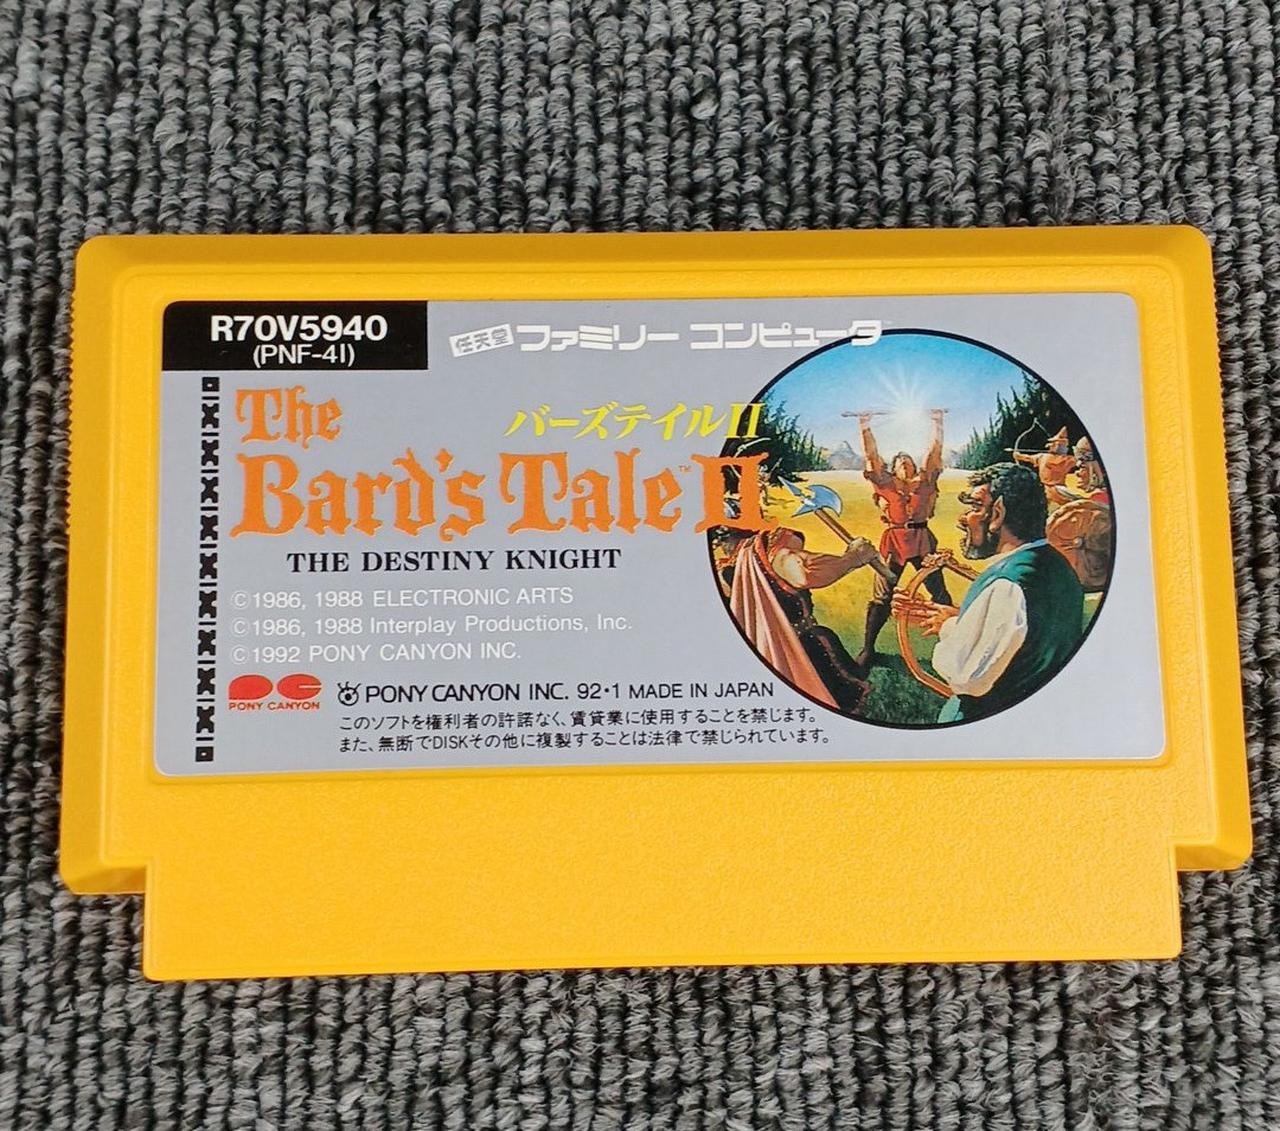 R70V5940
(PNF-4I)
任天堂 ファミリー コンピュータ™
バーズテイルII
The
Bard's Tale™ II
THE DESTINY KNIGHT
©1986, 1988 ELECTRONIC ARTS
©1986, 1988 Interplay Productions, Inc.
©1992 PONY CANYON INC.
PONY CANYON
PONY CANYON INC. 92・1 MADE IN JAPAN
このソフトを権利者の許諾なく、賃貸業に使用することを禁じます。
また、無断でDISKその他に複製することは法律で禁じられています。